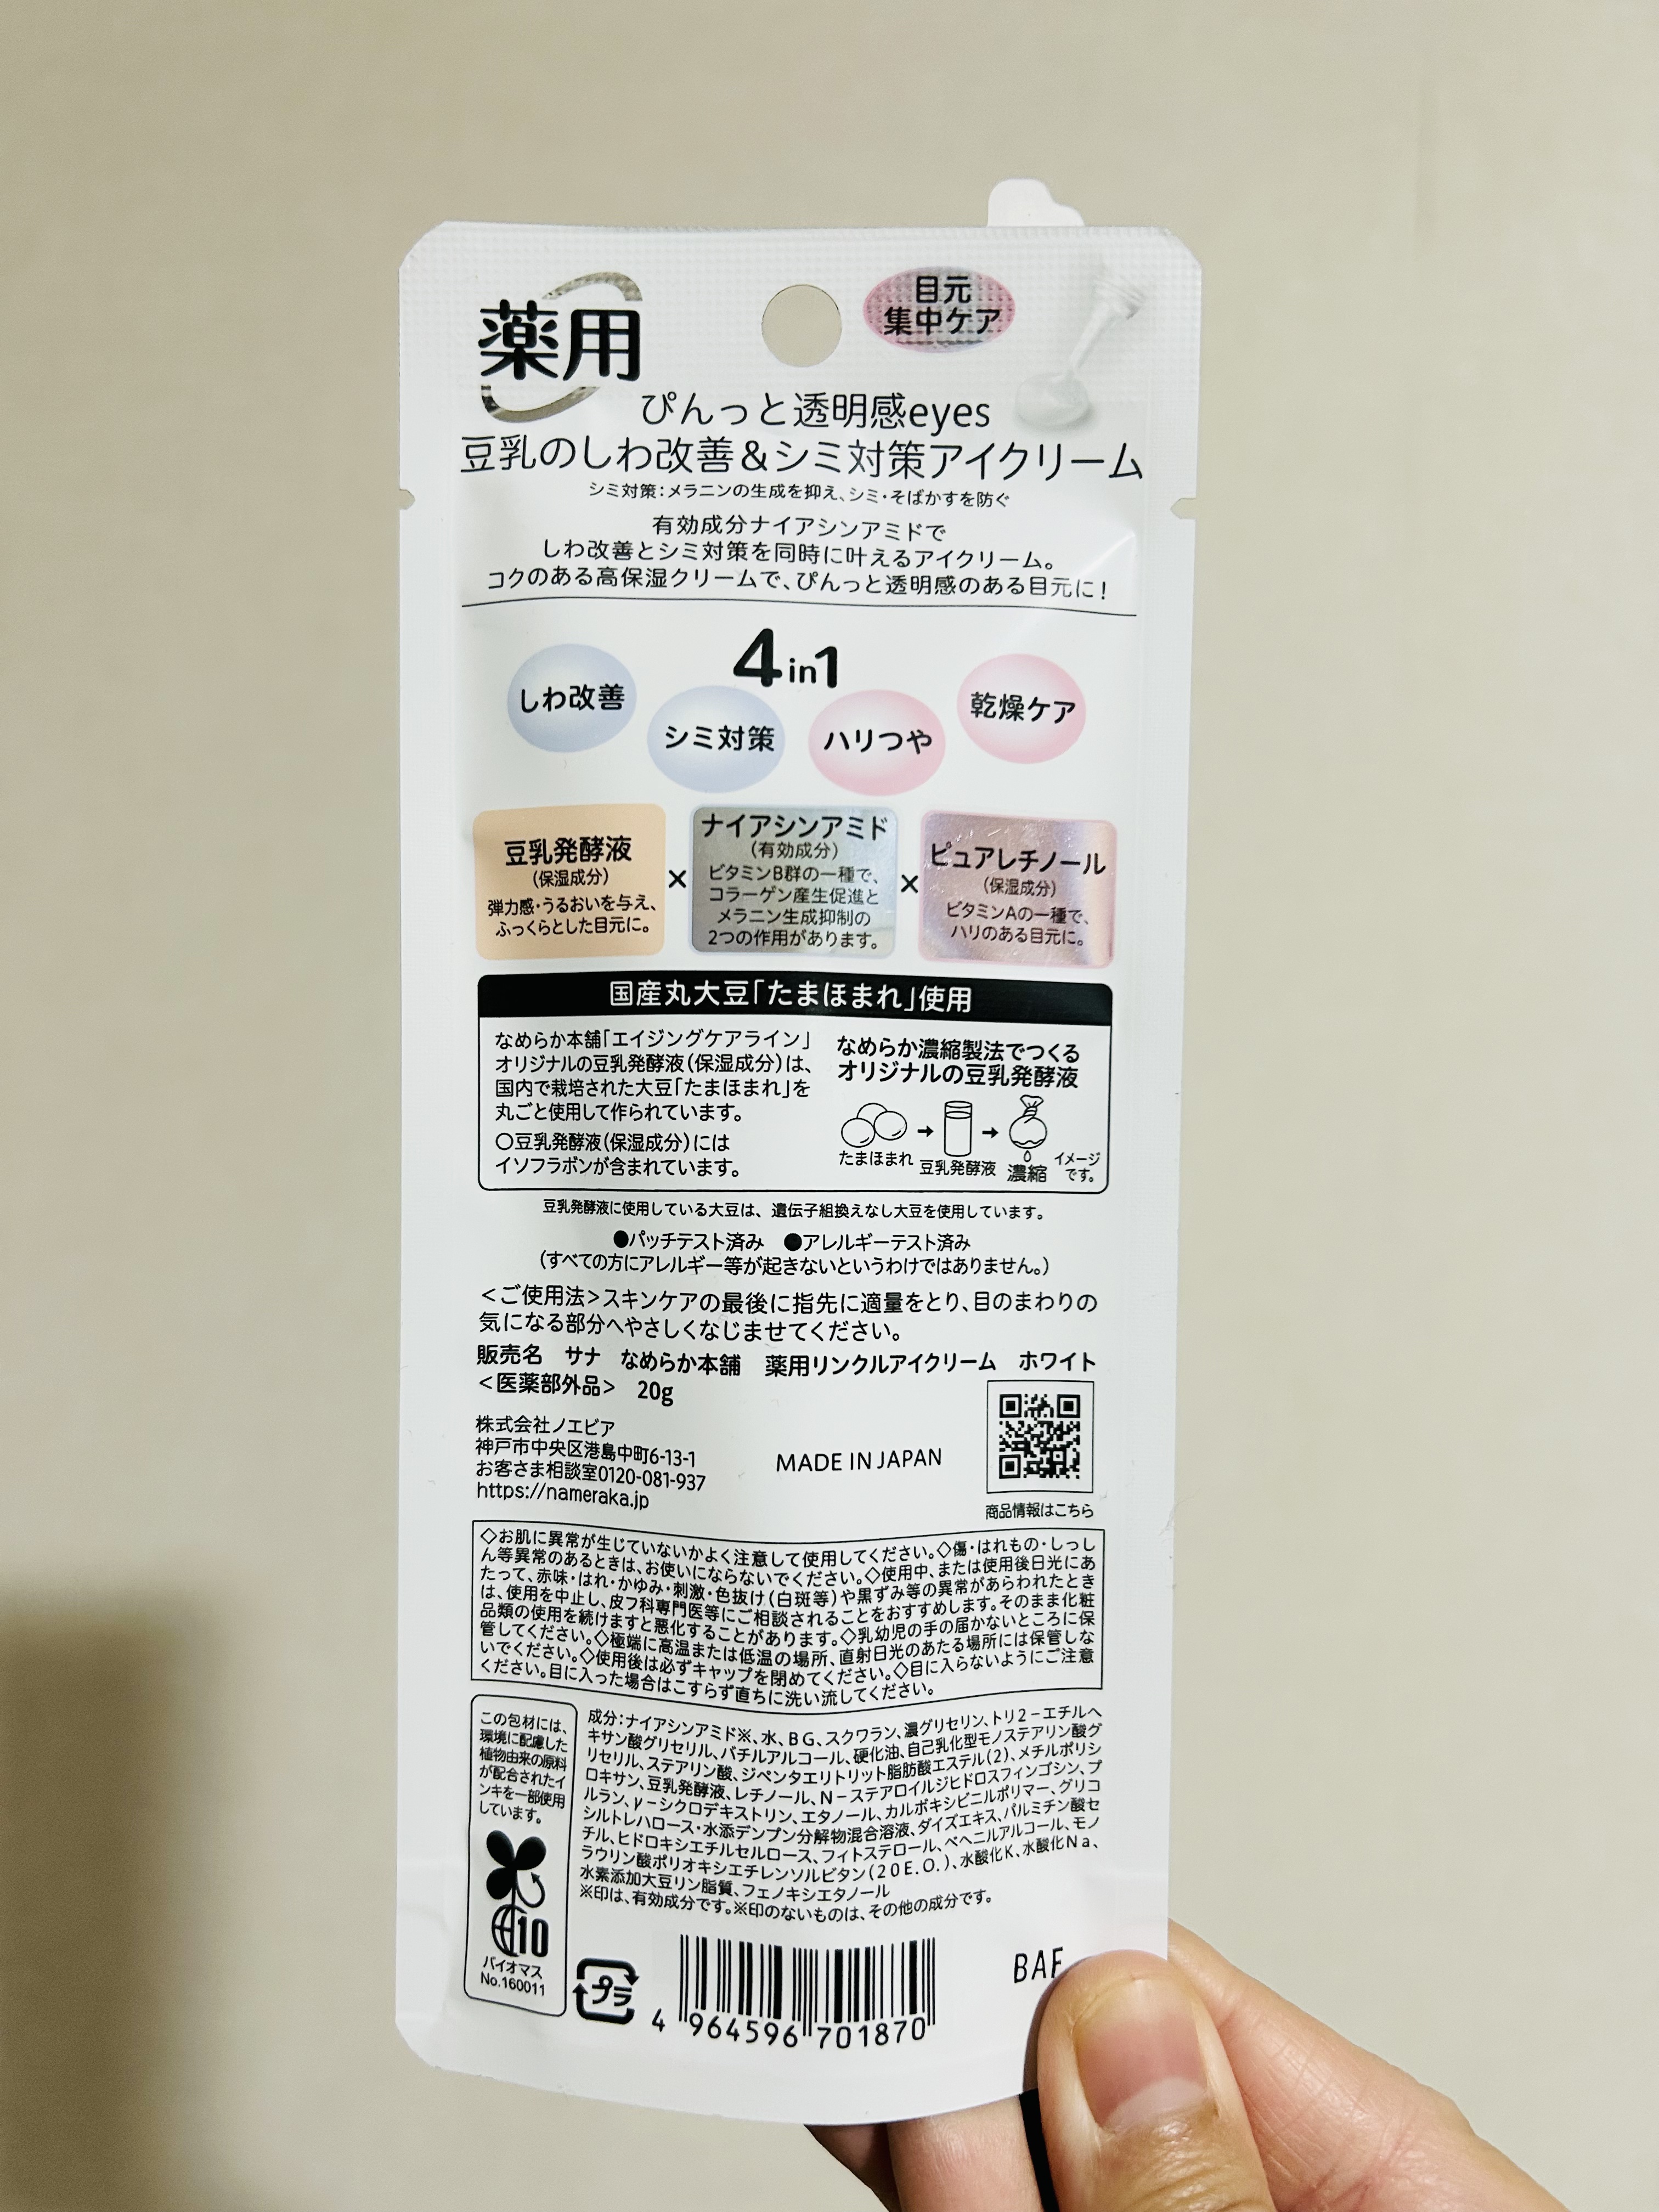 薬用
目元
集中ケア
ぴんっと透明感eyes
豆乳のしわ改善&シミ対策アイクリーム
シミ対策:メラニンの生成を抑え、シミ・そばかすを防ぐ
有効成分ナイアシンアミドで
しわ改善とシミ対策を同時に叶えるアイクリーム。
コクのある高保湿クリームで、ぴんっと透明感のある目元に!
4in1
しわ改善
シミ対策
ハリつや
乾燥ケア
豆乳発酵液
(保湿成分)
弾力感・うるおいを与え、
ふっくらとした目元に。
×
ナイアシンアミド
(有効成分)
ビタミンB群の一種で、
コラーゲン産生促進と
メラニン生成抑制の
2つの作用があります。
×
ピュアレチノール
(保湿成分)
ビタミンAの一種で、
ハリのある目元に。
国産丸大豆「たまほまれ」使用
なめらか本舗「エイジングケアライン」
オリジナルの豆乳発酵液(保湿成分)は、
国内で栽培された大豆「たまほまれ」を
丸ごと使用して作られています。
○豆乳発酵液(保湿成分)には
イソフラボンが含まれています。
なめらか濃縮製法でつくる
オリジナルの豆乳発酵液
たまほまれ
豆乳発酵液
濃縮
イメージ
です。
豆乳発酵液に使用している大豆は、遺伝子組換えなし大豆を使用しています。
●パッチテスト済み ●アレルギーテスト済み
(すべての方にアレルギー等が起きないというわけではありません。)
<ご使用法>スキンケアの最後に指先に適量をとり、目のまわりの
気になる部分へやさしくなじませてください。
販売名 サナ なめらか本舗 薬用リンクルアイクリーム ホワイト
<医薬部外品> 20g
株式会社ノエビア
神戸市中央区港島中町6-13-1
お客さま相談室0120-081-937
https://nameraka.jp
MADE IN JAPAN
商品情報はこちら
◇お肌に異常が生じていないかよく注意して使用してください。◇傷・はれもの・しっし
ん等異常のあるときは、お使いにならないでください。◇使用中、または使用後日光にあ
たって、赤味・はれ・かゆみ・刺激・色抜け(白斑等)や黒ずみ等の異常があらわれたとき
は、使用を中止し、皮フ科専門医等にご相談されることをおすすめします。そのまま化粧
品類の使用を続けますと悪化することがあります。◇乳幼児の手の届かないところに保
管してください。◇極端に高温または低温の場所、直射日光のあたる場所には保管しな
いでください。◇使用後は必ずキャップを閉めてください。◇目に入らないようにご注意
ください。目に入った場合はこすらず直ちに洗い流してください。
この包材には、
環境に配慮した
植物由来の原料
が配合されたイ
ンキを一部使用
しています。
10
バイオマス
No.160011
成分:ナイアシンアミド※、水、BG、スクワラン、濃グリセリン、トリ2-エチルヘ
キサン酸グリセリル、バチルアルコール、硬化油、自己乳化型モノステアリン酸グ
リセリル、ステアリン酸、ジペンタエリトリット脂肪酸エステル(2)、メチルポリシ
ロキサン、豆乳発酵液、レチノール、N-ステアロイルジヒドロスフィンゴシン、プ
ルラン、γ-シクロデキストリン、エタノール、カルボキシビニルポリマー、グリコ
シルトレハロース・水添デンプン分解物混合溶液、ダイズエキス、パルミチン酸セ
チル、ヒドロキシエチルセルロース、フィトステロール、ベヘニルアルコール、モノ
ラウリン酸ポリオキシエチレンソルビタン(20E.O.)、水酸化K、水酸化Na、
水素添加大豆リン脂質、フェノキシエタノール
※印は、有効成分です。※印のないものは、その他の成分です。
プラ
4 964596 701870
BAF